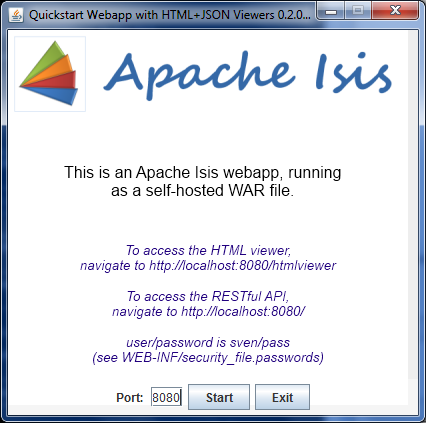 Quickstart Webapp with HTML+JSON Viewers 0.2.0...
Apache Isis
This is an Apache Isis webapp, running
as a self-hosted WAR file.
To access the HTML viewer,
navigate to http://localhost:8080/htmlviewer
To access the RESTful API,
navigate to http://localhost:8080/
user/password is sven/pass
(see WEB-INF/security_file.passwords)
Port: 8080 Start Exit